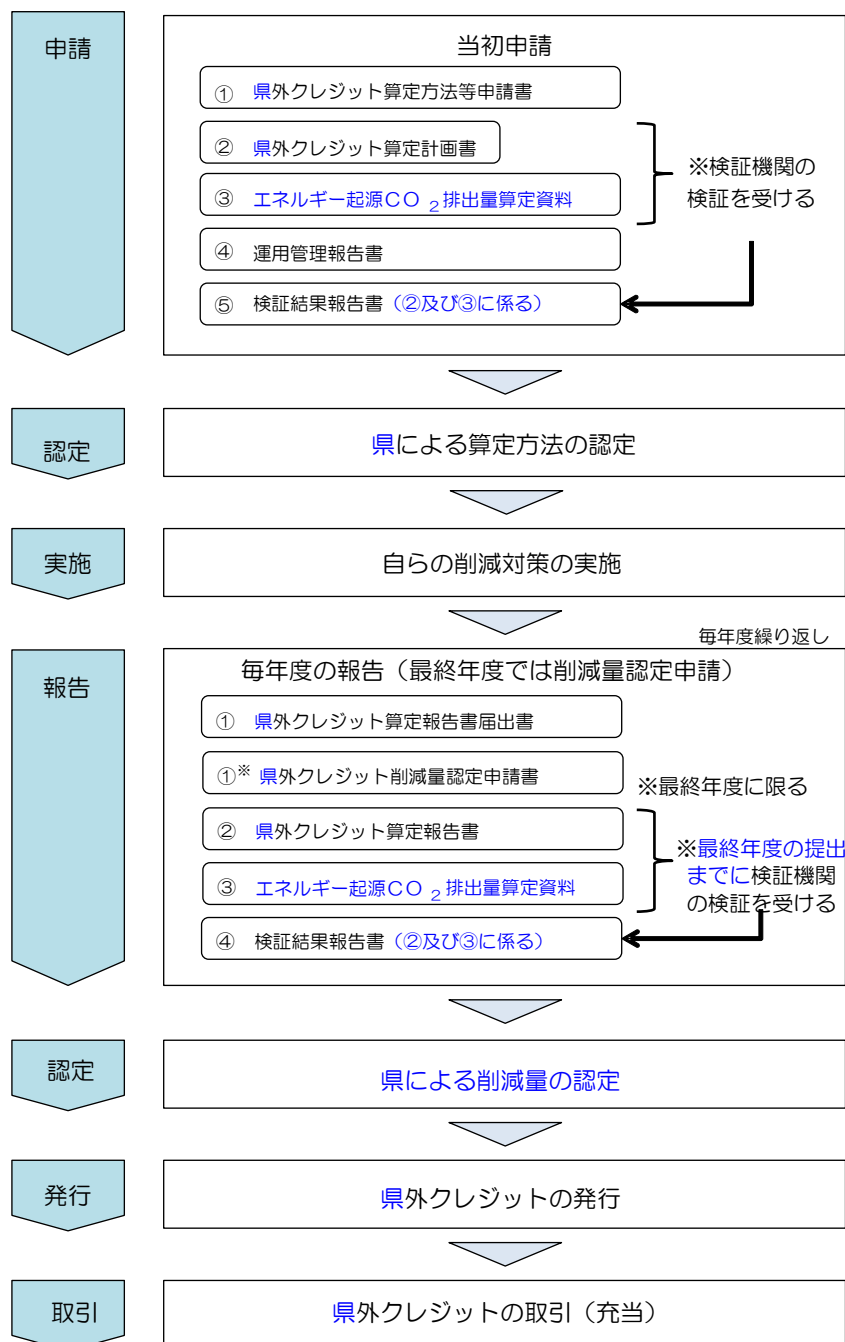 申請
当初申請
① 県外クレジット算定方法等申請書
② 県外クレジット算定計画書
③ エネルギー起源CO2排出量算定資料
※検証機関の
検証を受ける
④ 運用管理報告書
⑤ 検証結果報告書（②及び③に係る）
認定
県による算定方法の認定
実施
自らの削減対策の実施
毎年度繰り返し
報告
毎年度の報告（最終年度では削減量認定申請）
① 県外クレジット算定報告書届出書
①※ 県外クレジット削減量認定申請書
※最終年度に限る
② 県外クレジット算定報告書
③ エネルギー起源CO2排出量算定資料
※最終年度の提出
までに検証機関
の検証を受ける
④ 検証結果報告書（②及び③に係る）
認定
県による削減量の認定
発行
県外クレジットの発行
取引
県外クレジットの取引（充当）